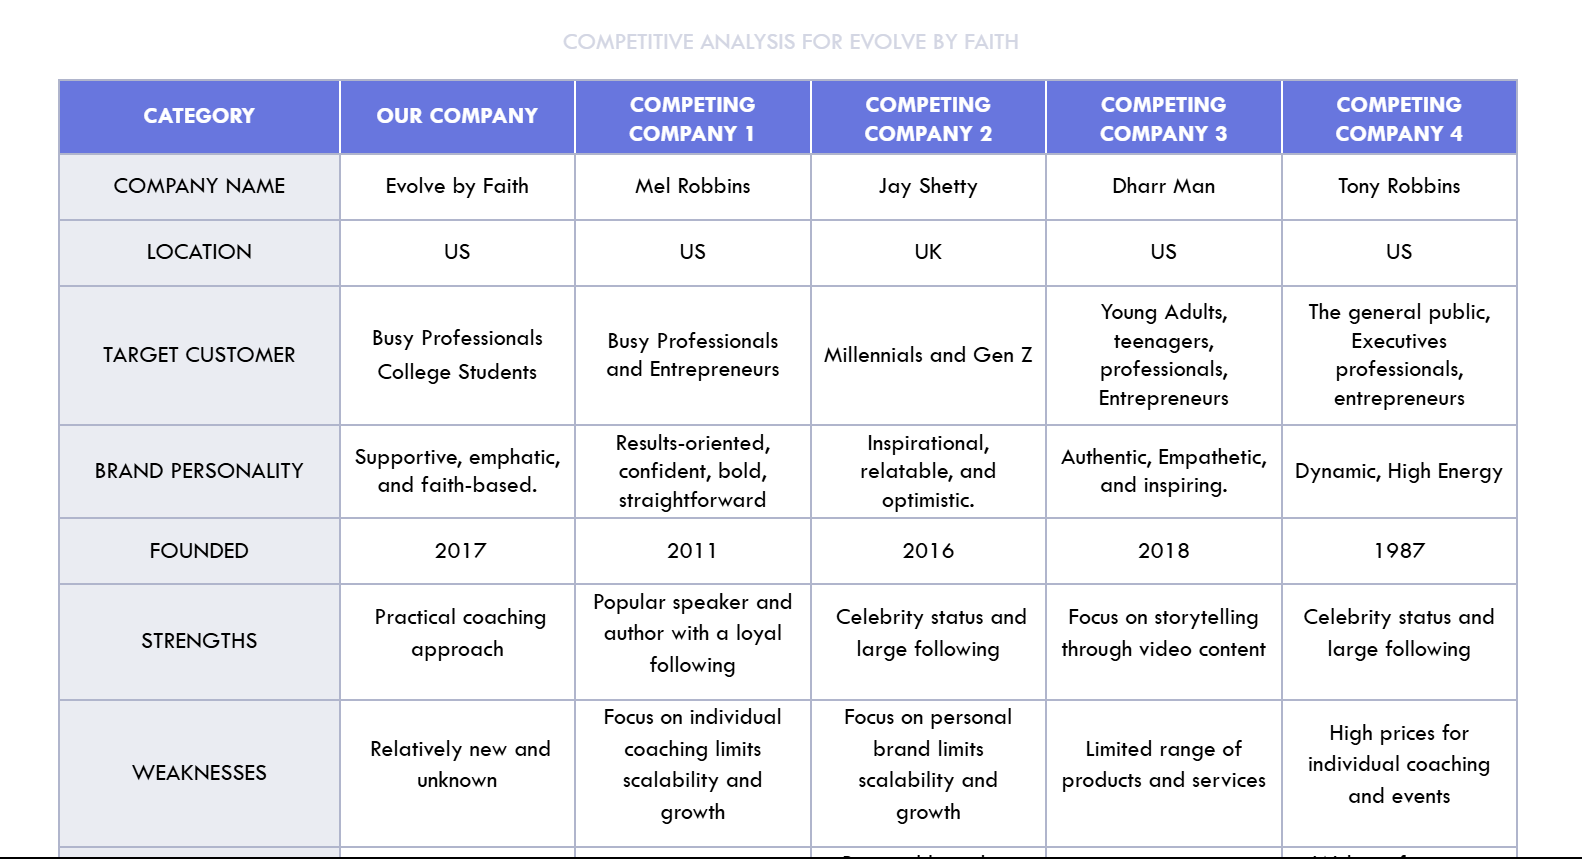 COMPETITIVE ANALYSIS FOR EVOLVE BY FAITH
CATEGORY
OUR COMPANY
COMPETING
COMPANY 1
COMPETING
COMPANY 2
COMPETING
COMPANY 3
COMPETING
COMPANY 4
COMPANY NAME
Evolve by Faith
Mel Robbins
Jay Shetty
Dharr Man
Tony Robbins
LOCATION
US
US
UK
US
US
TARGET CUSTOMER
Busy Professionals
College Students
Busy Professionals
and Entrepreneurs
Millennials and Gen Z
Young Adults,
teenagers,
professionals,
Entrepreneurs
The general public,
Executives
professionals,
entrepreneurs
BRAND PERSONALITY
Supportive, emphatic,
and faith-based.
Results-oriented,
confident, bold,
straightforward
Inspirational,
relatable, and
optimistic.
Authentic, Empathetic,
and inspiring.
Dynamic, High Energy
FOUNDED
2017
2011
2016
2018
1987
STRENGTHS
Practical coaching
approach
Popular speaker and
author with a loyal
following
Celebrity status and
large following
Focus on storytelling
through video content
Celebrity status and
large following
WEAKNESSES
Relatively new and
unknown
Focus on individual
coaching limits
scalability and
growth
Focus on personal
brand limits
scalability and
growth
Limited range of
products and services
High prices for
individual coaching
and events